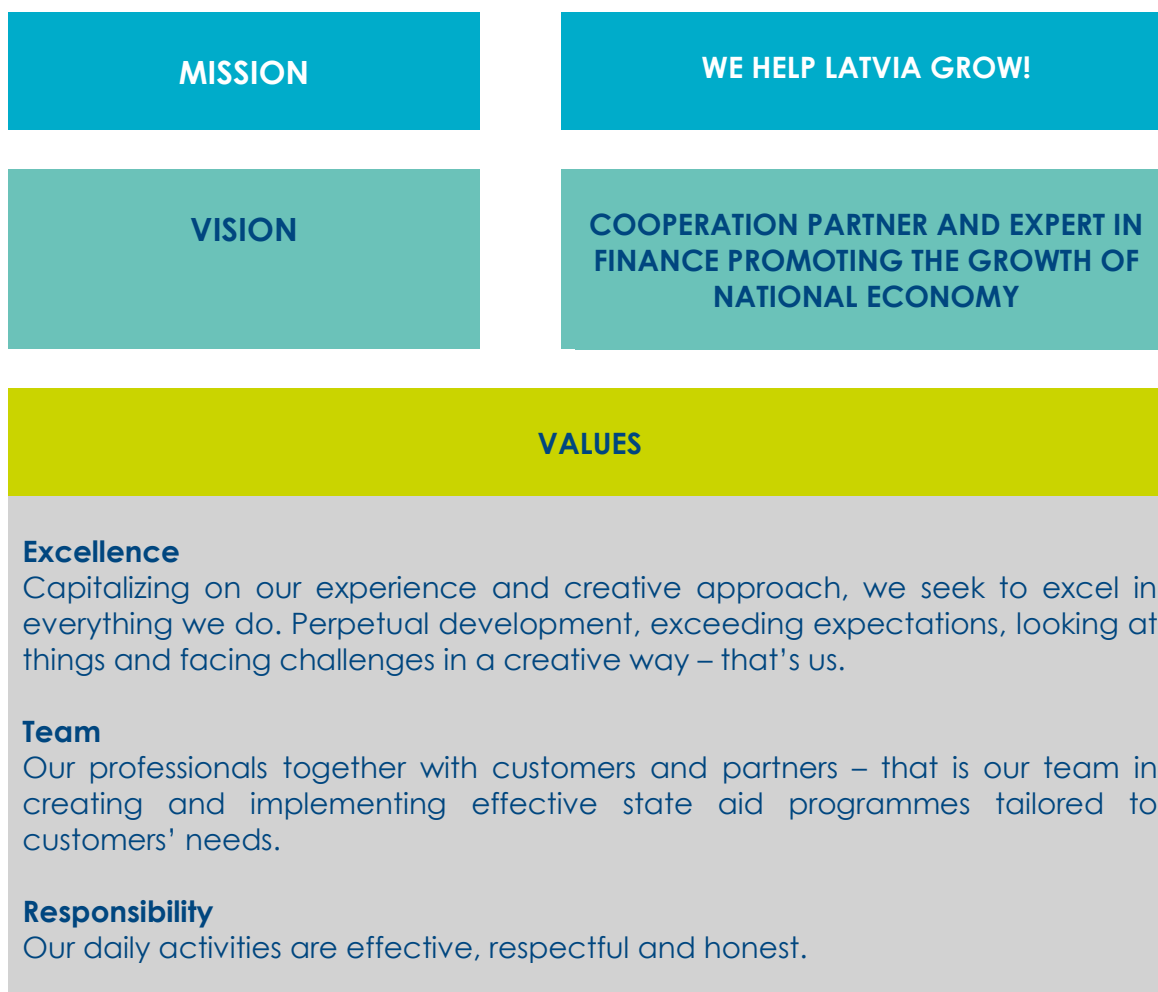 MISSION
WE HELP LATVIA GROW!
VISION
COOPERATION PARTNER AND EXPERT IN
FINANCE PROMOTING THE GROWTH OF
NATIONAL ECONOMY
VALUES
Excellence
Capitalizing on our experience and creative approach, we seek to excel in
everything we do. Perpetual development, exceeding expectations, looking at
things and facing challenges in a creative way – that’s us.
Team
Our professionals together with customers and partners – that is our team in
creating and implementing effective state aid programmes tailored to
customers’ needs.
Responsibility
Our daily activities are effective, respectful and honest.